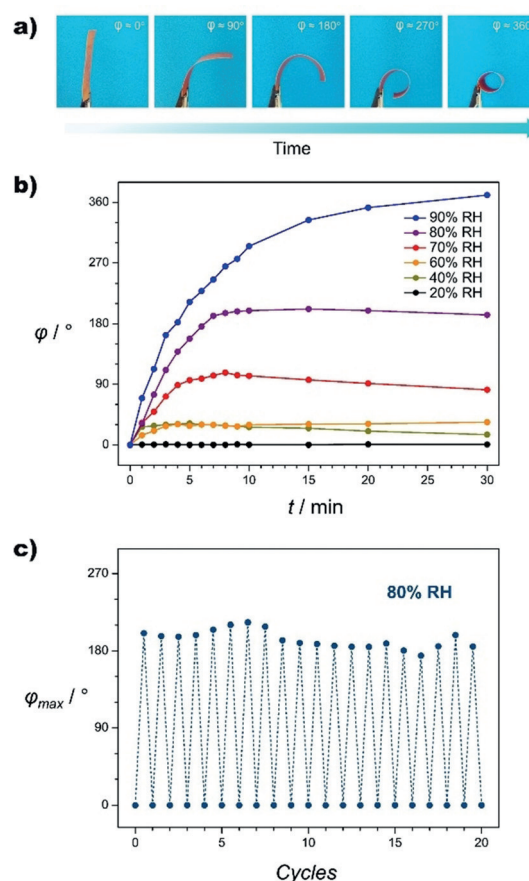 a)
φ ≈ 0° φ ≈ 90° φ ≈ 180° φ ≈ 270° φ ≈ 360°
Time
b)
360
270
180
90
0
φ / °
90% RH
80% RH
70% RH
60% RH
40% RH
20% RH
0 5 10 15 20 25 30
t / min
c)
270
180
90
0
φmax / °
80% RH
0 5 10 15 20
Cycles